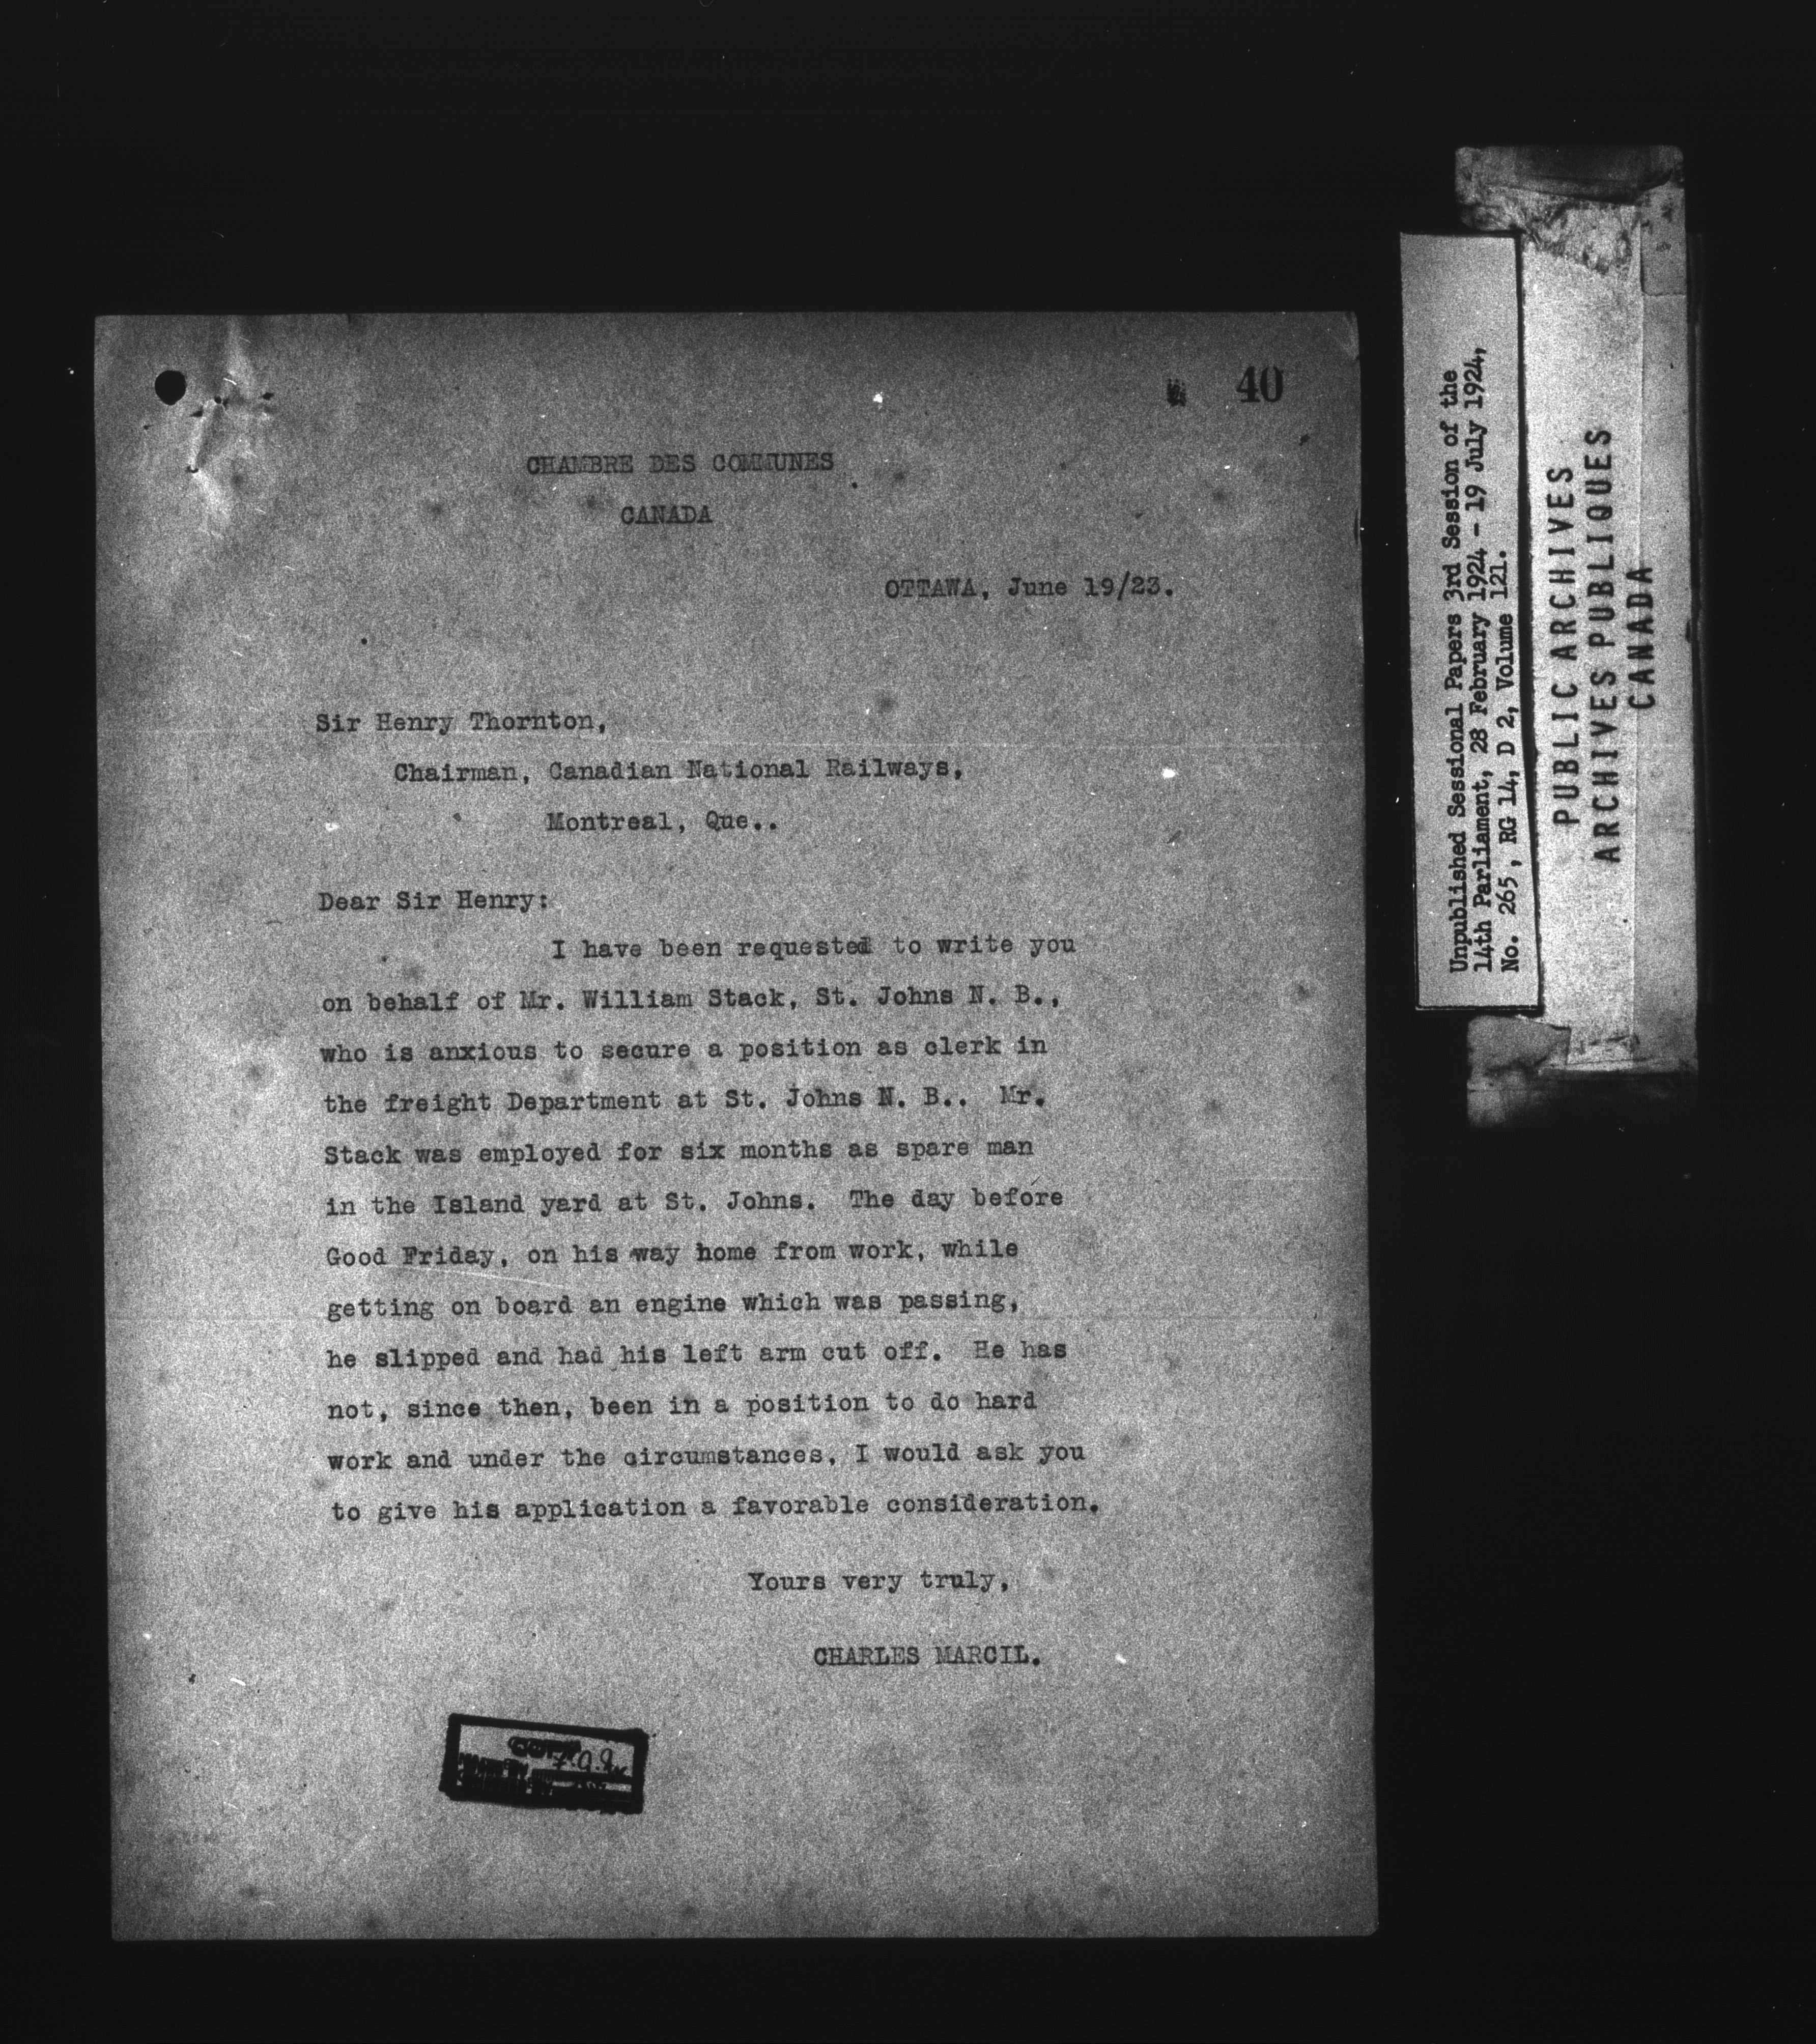 40
CHAMBRE DES COMMUNES
CANADA
OTTAWA, June 19/23.
Sir Henry Thornton,
Chairman, Canadian National Railways,
Montreal, Que..
Dear Sir Henry:
I have been requested to write you
on behalf of Mr. William Stack, St. Johns N. B.,
who is anxious to secure a position as clerk in
the freight Department at St. Johns N. B.. Mr.
Stack was employed for six months as spare man
in the Island yard at St. Johns. The day before
Good Friday, on his way home from work, while
getting on board an engine which was passing,
he slipped and had his left arm cut off. He has
not, since then, been in a position to do hard
work and under the circumstances, I would ask you
to give his application a favorable consideration.
Yours very truly,
CHARLES MARCIL.
Unpublished Sessional Papers 3rd Session of the
14th Parliament, 28 February 1924 - 19 July 1924,
No. 265, RG 14, D 2, Volume 121.
PUBLIC ARCHIVES
ARCHIVES PUBLIQUES
CANADA